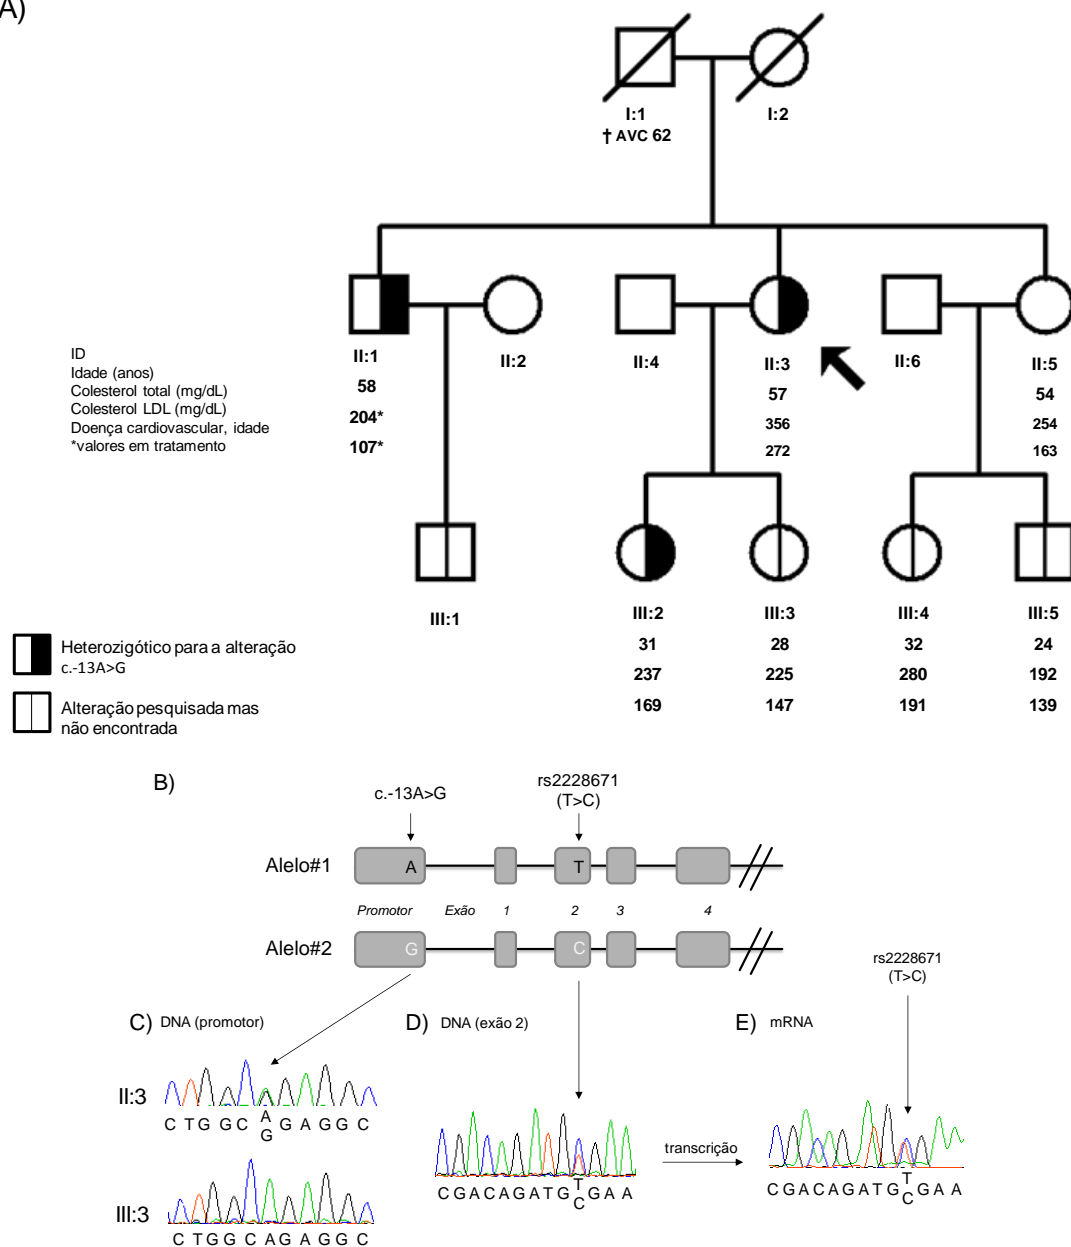 A)
I:1
† AVC 62
I:2
ID
Idade (anos)
Colesterol total (mg/dL)
Colesterol LDL (mg/dL)
Doença cardiovascular, idade
*valores em tratamento
II:1
58
204*
107*
II:2
II:4
II:3
57
356
272
II:6
II:5
54
254
163
III:1
III:2
31
237
169
III:3
28
225
147
III:4
32
280
191
III:5
24
192
139
Heterozigótico para a alteração
c.-13A>G
Alteração pesquisada mas
não encontrada
B)
c.-13A>G
rs2228671
(T>C)
Alelo#1
A
T
Promotor Exão 1 2 3 4
Alelo#2
G
C
rs2228671
(T>C)
C) DNA (promotor)
D) DNA (exão 2)
E) mRNA
II:3
C T G G C A G A G G C
G
III:3
C T G G C A G A G G C
C G A C A G A T G T G A A
C
transcrição
C G A C A G A T G T G A A
C